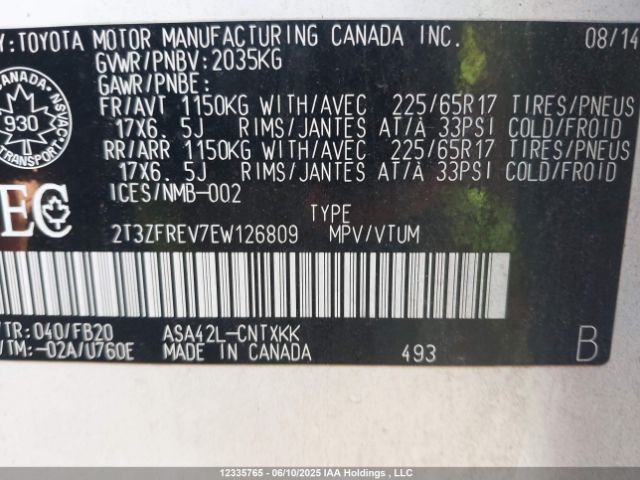 Y: TOYOTA MOTOR MANUFACTURING CANADA INC. 08/14
GVWR/PNBV: 2035KG
GAWR/PNBE:
FR/AVT 1150KG WITH/AVEC 225/65R17 TIRES/PNEUS
17X6.5J RIMS/JANTES AT/À 33PSI COLD/FROID
RR/ARR 1150KG WITH/AVEC 225/65R17 TIRES/PNEUS
17X6.5J RIMS/JANTES AT/À 33PSI COLD/FROID
ICES/NMB-002
CANADA
930
TRANSPORT
NSVAC
EC
TYPE
2T3ZFREV7EW126809 MPV/VTUM
/TR: 040/FB20 ASA42L-CNTXKK
/TM:-02A/U760E MADE IN CANADA 493 B
12335765 - 06/10/2025 IAA Holdings , LLC